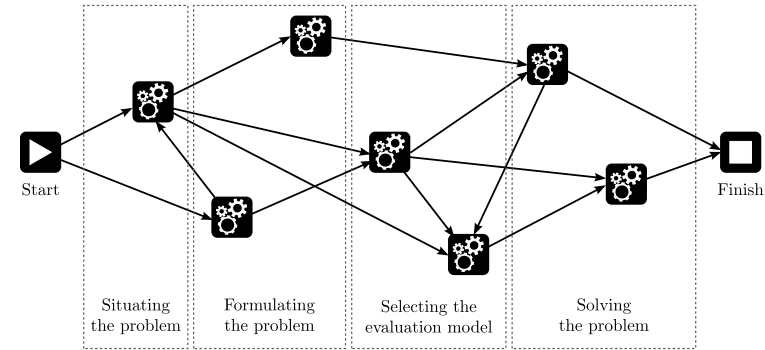 Start
Finish
Situating
the problem
Formulating
the problem
Selecting the
evaluation model
Solving
the problem